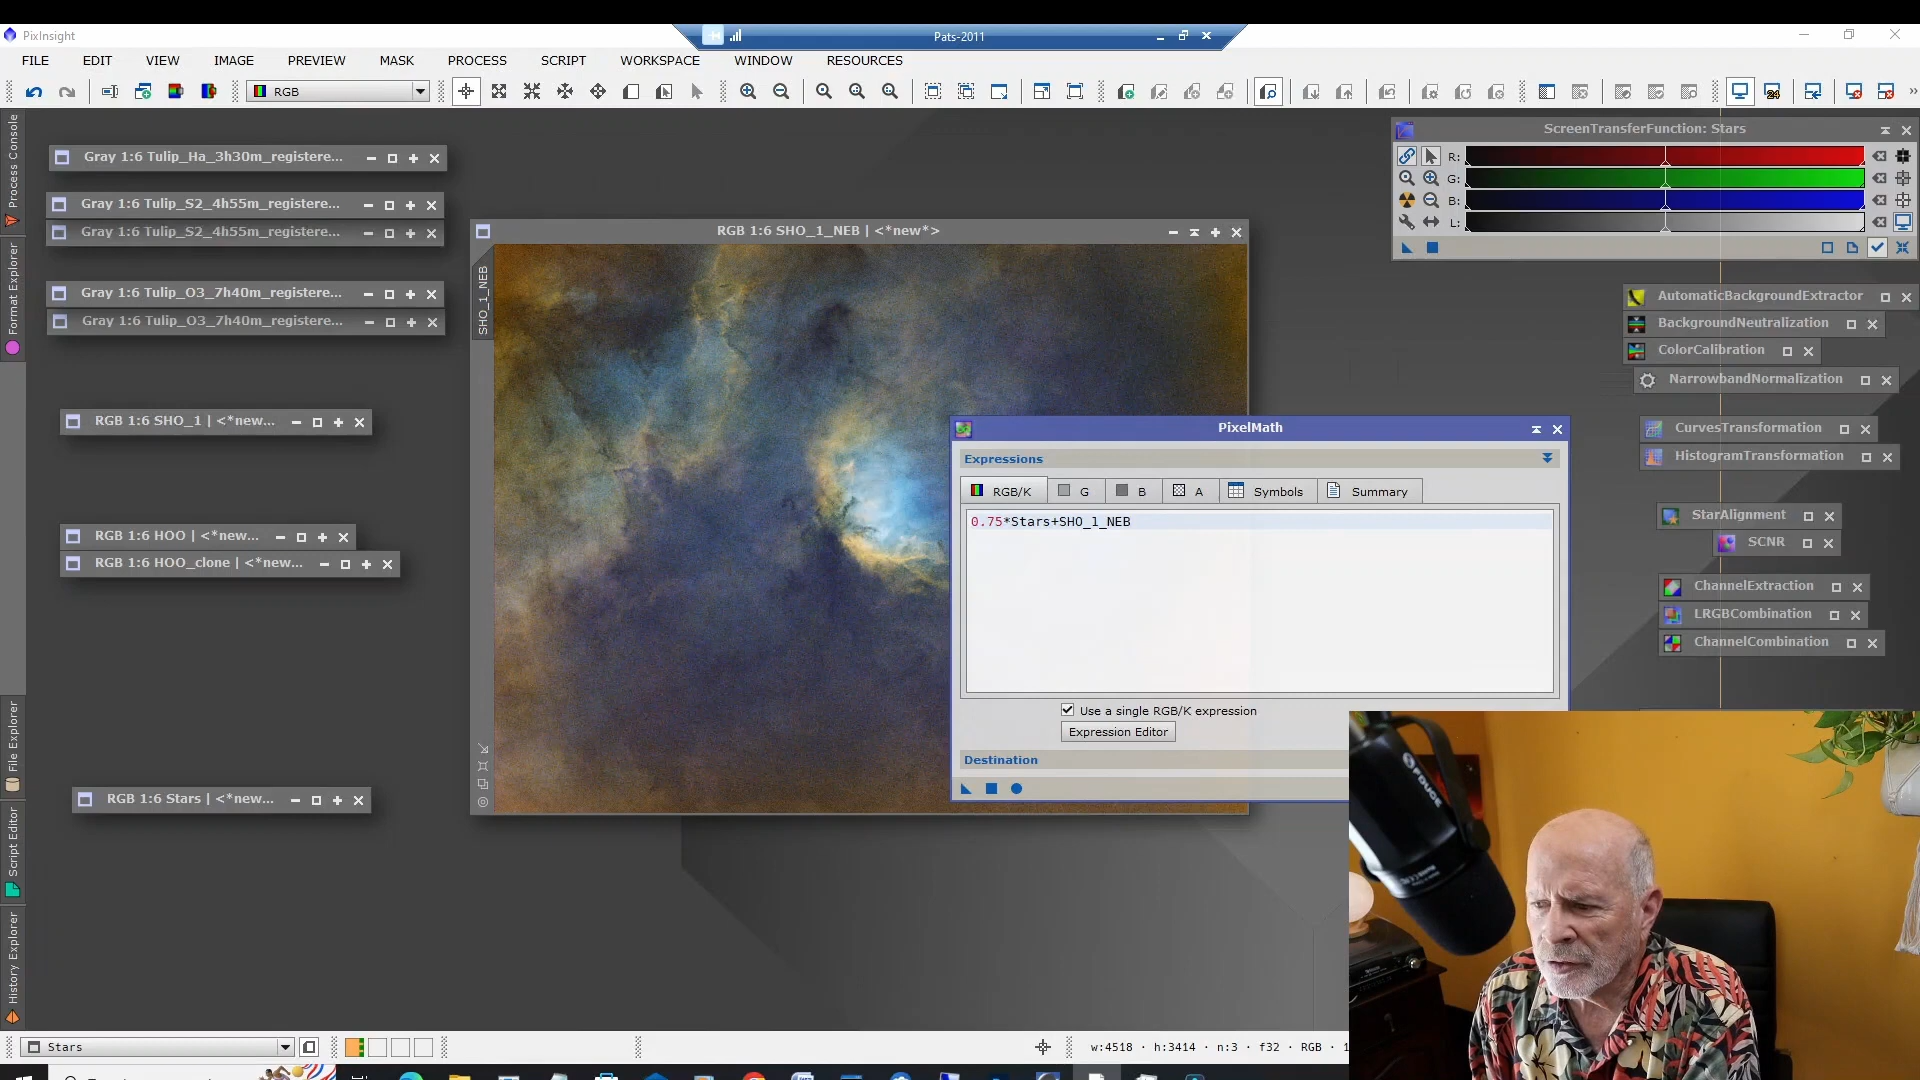 PixInsight
Pats-2011
FILE EDIT VIEW IMAGE PREVIEW MASK PROCESS SCRIPT WORKSPACE WINDOW RESOURCES
RGB
24
Process Console
Format Explorer
File Explorer
Script Editor
History Explorer
Gray 1:6 Tulip_Ha_3h30m_registere...
Gray 1:6 Tulip_S2_4h55m_registere...
Gray 1:6 Tulip_S2_4h55m_registere...
Gray 1:6 Tulip_O3_7h40m_registere...
Gray 1:6 Tulip_O3_7h40m_registere...
RGB 1:6 SHO_1 | <*new...
RGB 1:6 HOO | <*new...
RGB 1:6 HOO_clone | <*new...
RGB 1:6 Stars | <*new...
RGB 1:6 SHO_1_NEB | <*new*>
SHO_1_NEB
ScreenTransferFunction: Stars
R:
G:
B:
L:
AutomaticBackgroundExtractor
BackgroundNeutralization
ColorCalibration
NarrowbandNormalization
CurvesTransformation
HistogramTransformation
StarAlignment
SCNR
ChannelExtraction
LRGBCombination
ChannelCombination
PixelMath
Expressions
RGB/K G B A Symbols Summary
0.75*Stars+SHO_1_NEB
Use a single RGB/K expression
Expression Editor
Destination
FDUCE
Stars
w:4518 · h:3414 · n:3 · f32 · RGB · 1